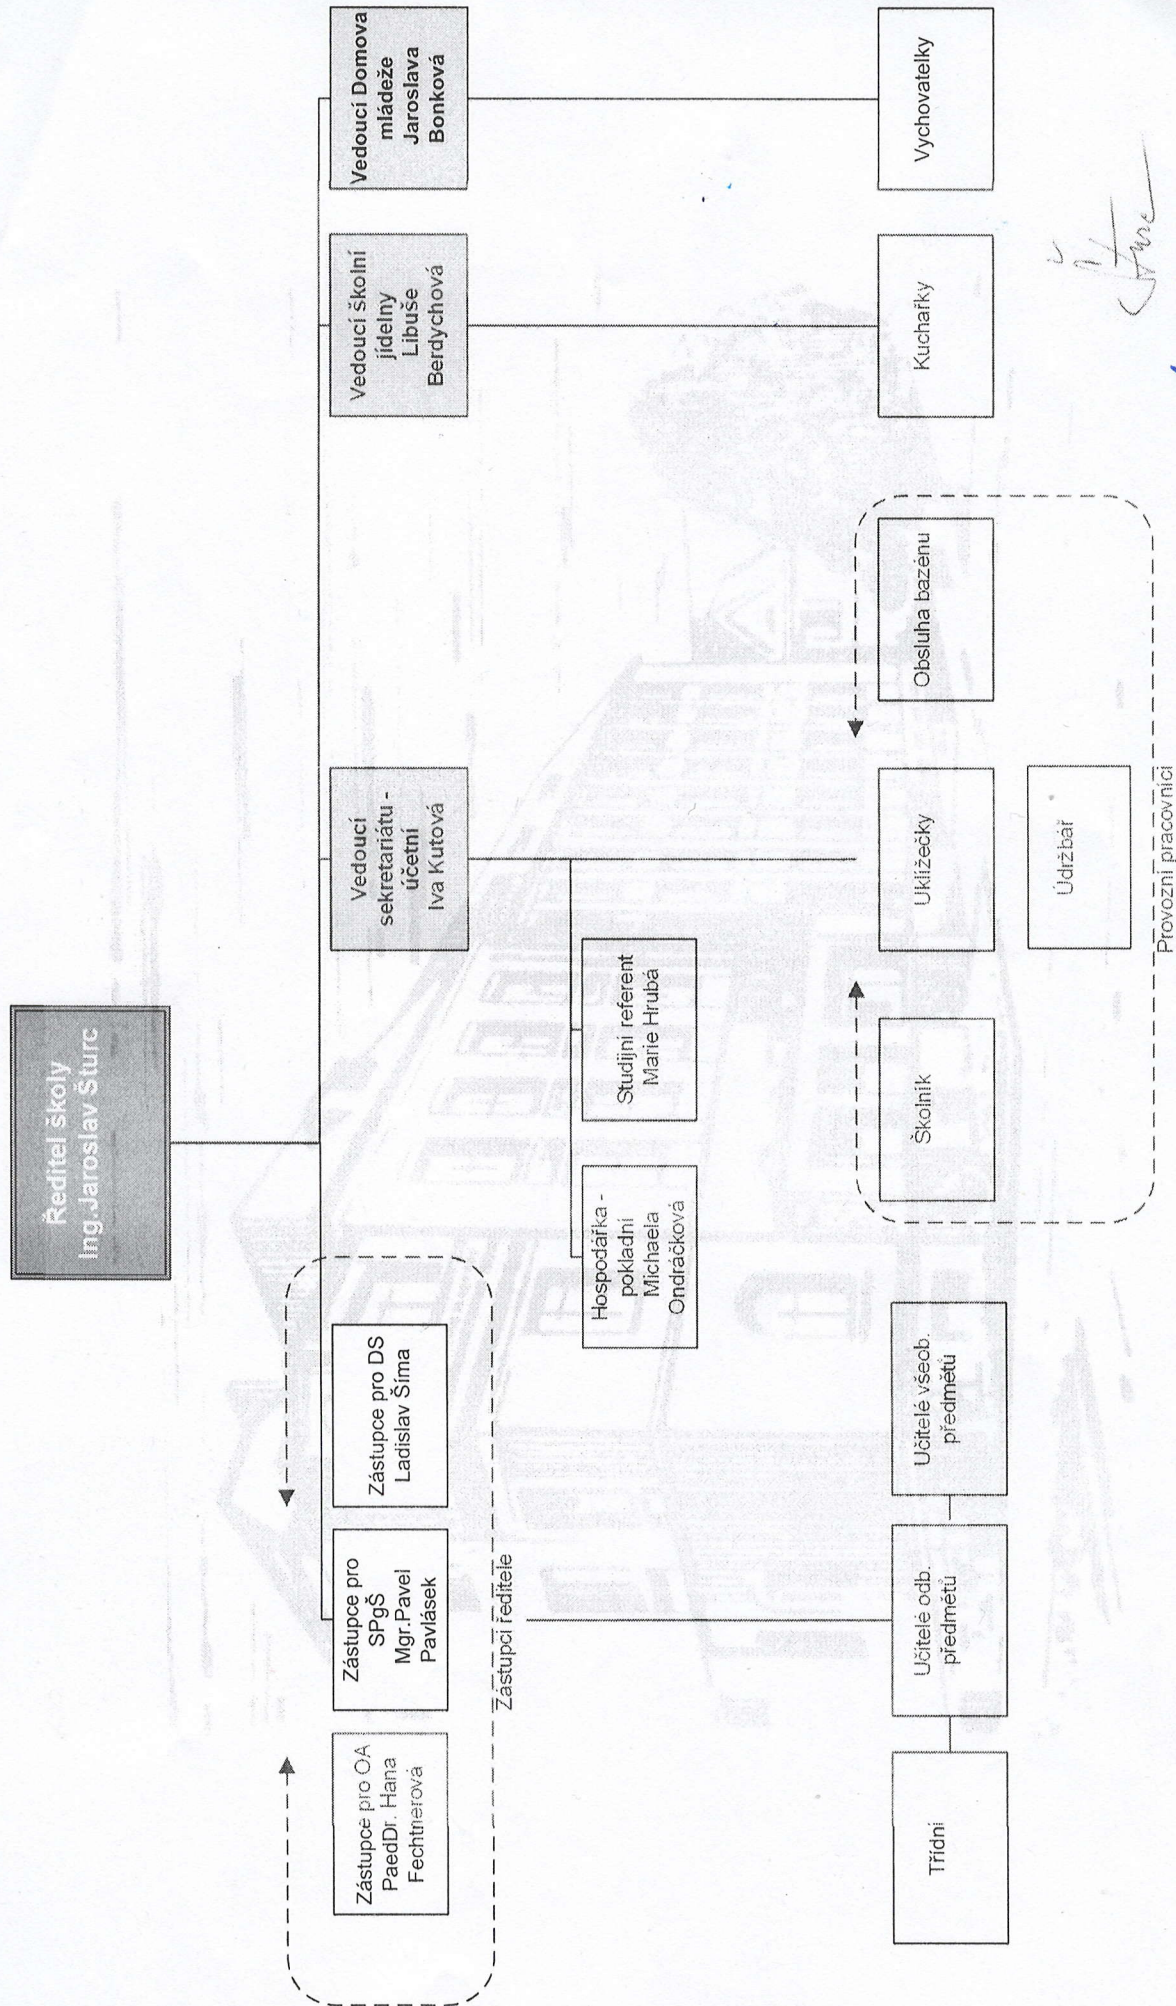 Ředitel školy
Ing.Jaroslav Šturc
Zástupce pro OA
PaedDr. Hana
Fechtnerová
Zástupce pro
SPgŠ
Mgr.Pavel
Pavlásek
Zástupce pro DS
Ladislav Šíma
Zástupci ředitele
Vedoucí
sekretariátu -
účetní
Iva Kutová
Vedoucí školní
jídelny
Libuše
Berdychová
Vedoucí Domova
mládeže
Jaroslava
Bonková
Hospodářka -
pokladní
Michaela
Ondráčková
Studijní referent
Marie Hrubá
Třídní
Učitelé odb.
předmětů
Učitelé všeob.
předmětů
Školník
Uklížečky
Obsluha bazénu
Údržbář
Provozní pracovníci
Kuchařky
Vychovatelky
Šturc